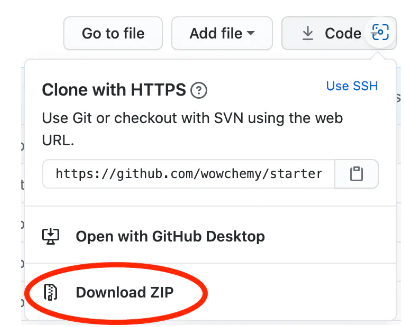 Go to file
Add file
Code
Clone with HTTPS
Use SSH
Use Git or checkout with SVN using the web
URL.
https://github.com/wowchemy/starter
Open with GitHub Desktop
Download ZIP